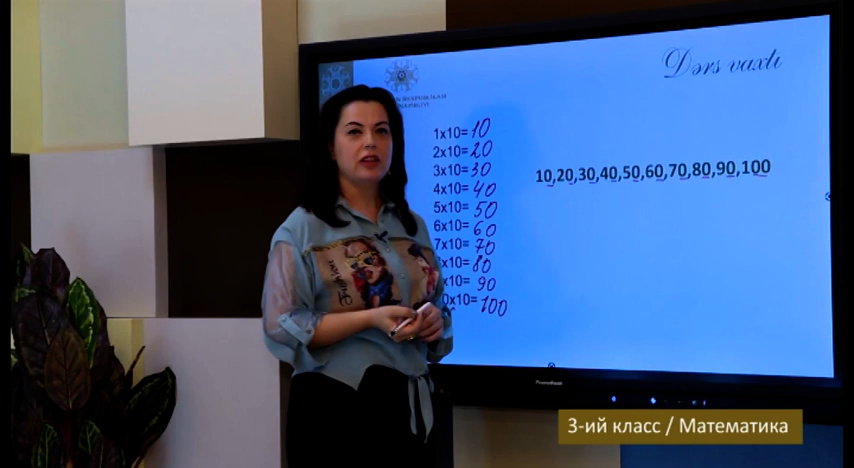 Dərs vaxtı
1x10=10
2x10=20
3x10=30
4x10=40
5x10=50
6x10=60
7x10=70
x10=80
x10=90
0x10=100
10,20,30,40,50,60,70,80,90,100
Promethean
3-ий класс / Математика